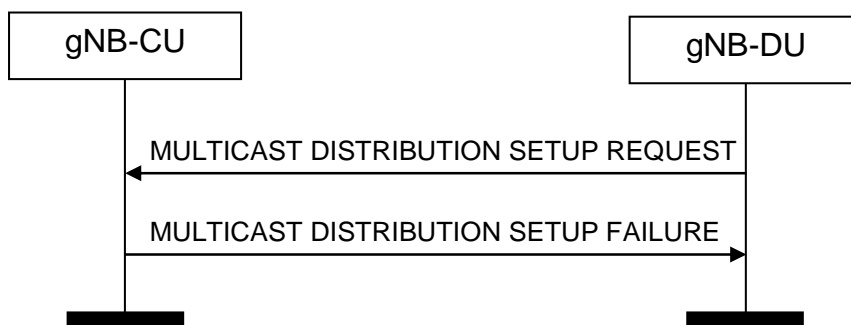 gNB-CU
gNB-DU
MULTICAST DISTRIBUTION SETUP REQUEST
MULTICAST DISTRIBUTION SETUP FAILURE